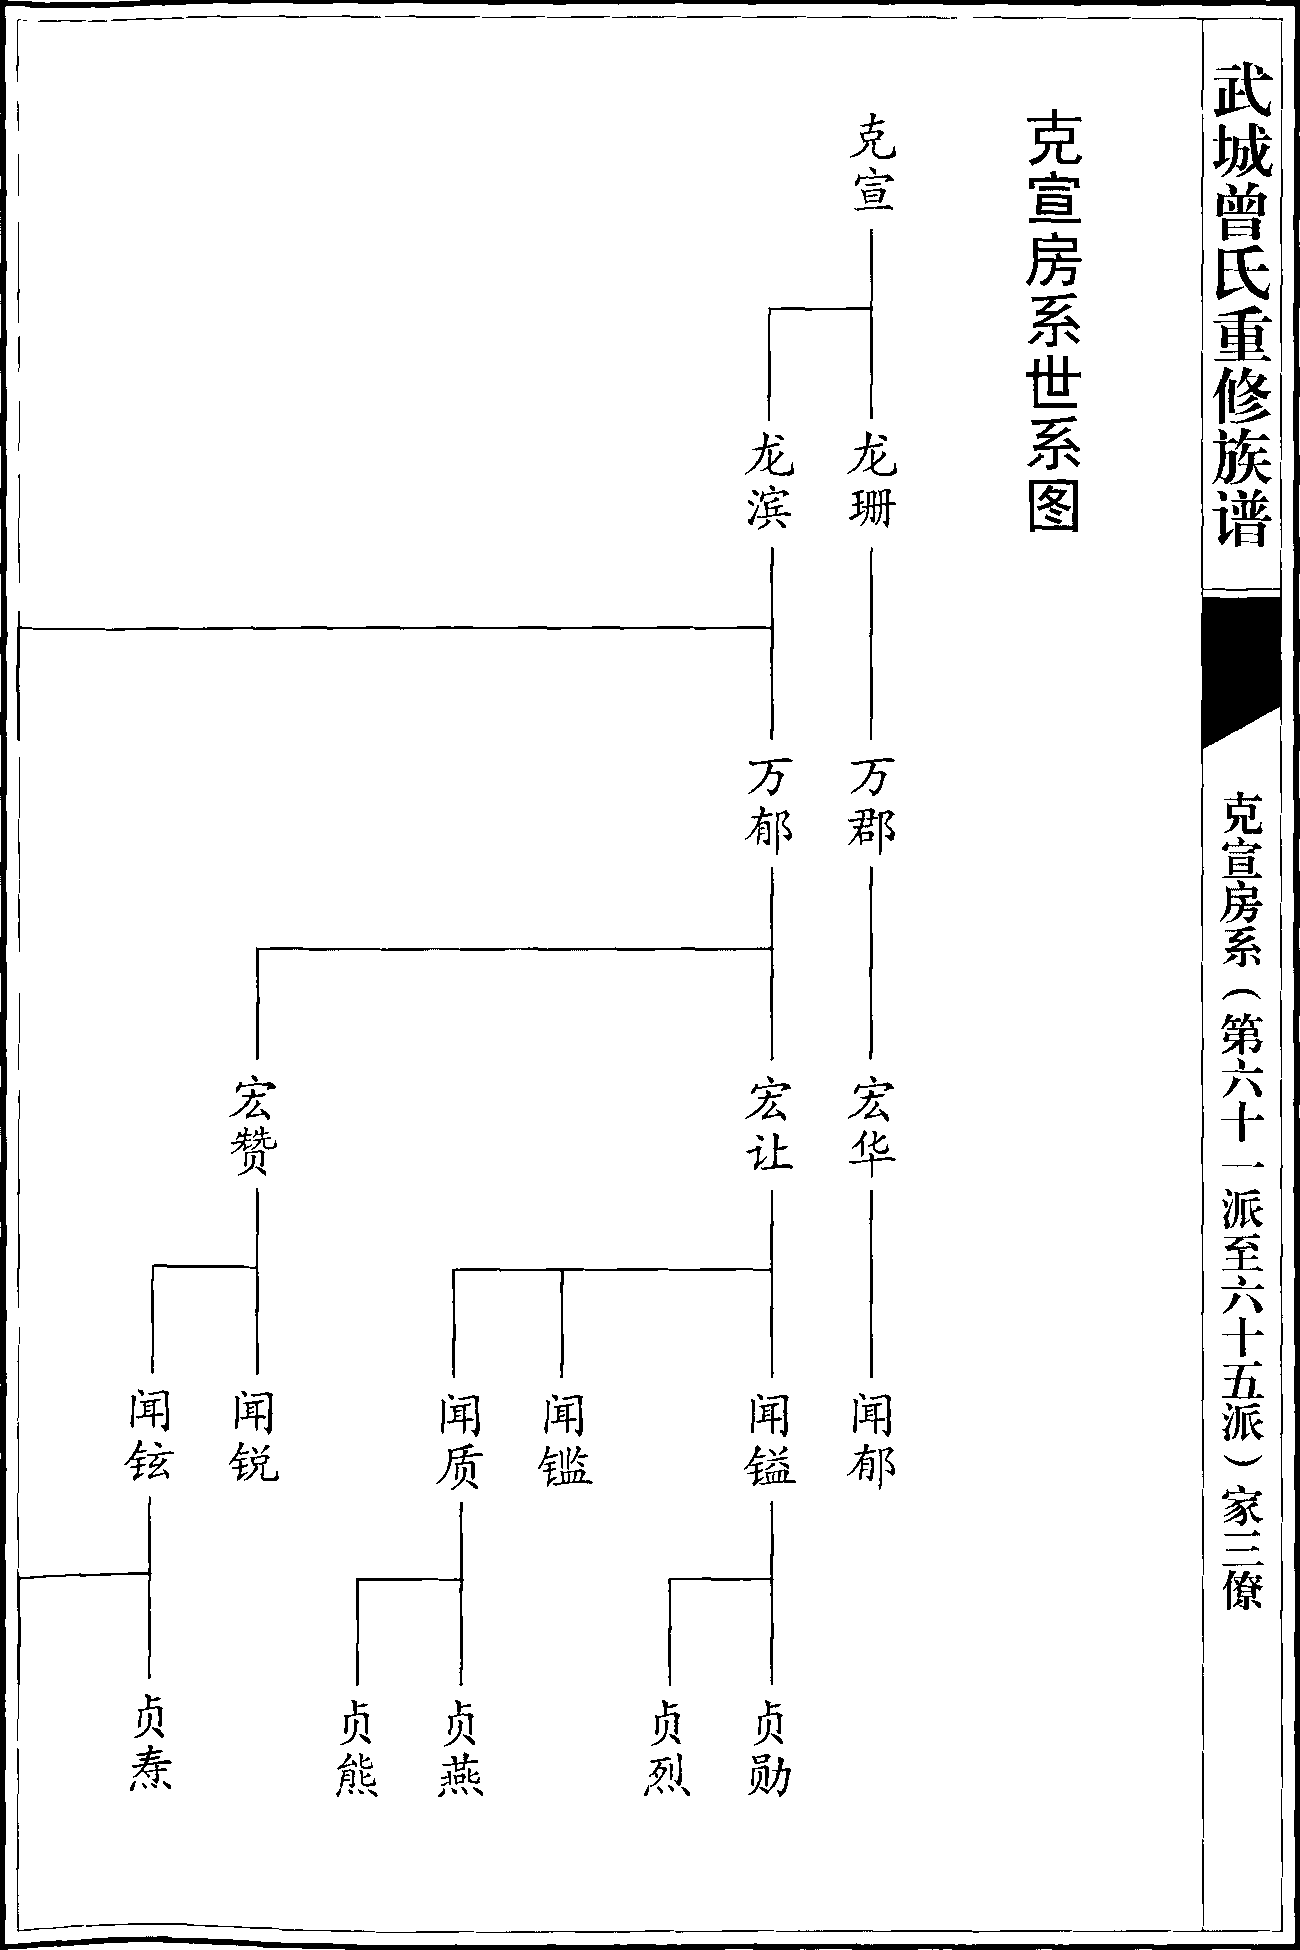 武城曾氏重修族谱
克宣房系（第六十一派至六十五派）家三僚
克宣房系世系图
克宣
龙珊
龙滨
万郡
万郁
宏华
宏让
宏赞
闻郁
闻镒
闻
闻质
闻锐
闻铉
贞勋
贞烈
贞燕
贞熊
贞焘